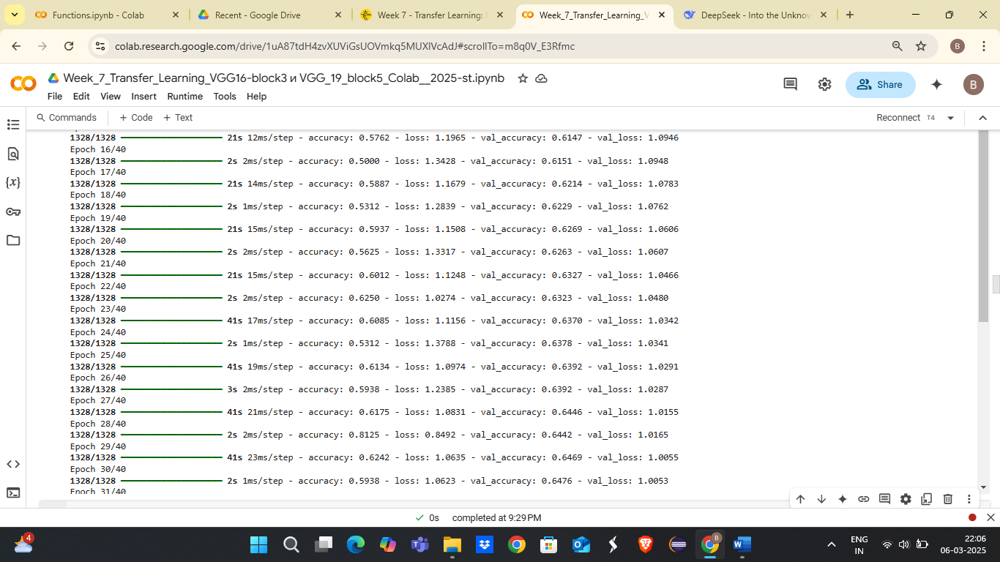 Functions.ipynb - Colab
Recent - Google Drive
Week 7 - Transfer Learning:
Week_7_Transfer_Learning_V
DeepSeek - Into the Unknow
colab.research.google.com/drive/1uA87tdH4zvXUViGsUOVmkq5MUXlVcAdJ#scrollTo=m8q0V_E3Rfmc
B
Week_7_Transfer_Learning_VGG16-block3 и VGG_19_block5_Colab__2025-st.ipynb
File Edit View Insert Runtime Tools Help
Share
B
Commands + Code + Text
Reconnect T4
1328/1328 21s 12ms/step - accuracy: 0.5762 - loss: 1.1965 - val_accuracy: 0.6147 - val_loss: 1.0946
Epoch 16/40
1328/1328 2s 2ms/step - accuracy: 0.5000 - loss: 1.3428 - val_accuracy: 0.6151 - val_loss: 1.0948
Epoch 17/40
1328/1328 21s 14ms/step - accuracy: 0.5887 - loss: 1.1679 - val_accuracy: 0.6214 - val_loss: 1.0783
Epoch 18/40
1328/1328 2s 1ms/step - accuracy: 0.5312 - loss: 1.2839 - val_accuracy: 0.6229 - val_loss: 1.0762
Epoch 19/40
1328/1328 21s 15ms/step - accuracy: 0.5937 - loss: 1.1508 - val_accuracy: 0.6269 - val_loss: 1.0606
Epoch 20/40
1328/1328 2s 2ms/step - accuracy: 0.5625 - loss: 1.3317 - val_accuracy: 0.6263 - val_loss: 1.0607
Epoch 21/40
1328/1328 21s 15ms/step - accuracy: 0.6012 - loss: 1.1248 - val_accuracy: 0.6327 - val_loss: 1.0466
Epoch 22/40
1328/1328 2s 2ms/step - accuracy: 0.6250 - loss: 1.0274 - val_accuracy: 0.6323 - val_loss: 1.0480
Epoch 23/40
1328/1328 41s 17ms/step - accuracy: 0.6085 - loss: 1.1156 - val_accuracy: 0.6370 - val_loss: 1.0342
Epoch 24/40
1328/1328 2s 1ms/step - accuracy: 0.5312 - loss: 1.3788 - val_accuracy: 0.6378 - val_loss: 1.0341
Epoch 25/40
1328/1328 41s 19ms/step - accuracy: 0.6134 - loss: 1.0974 - val_accuracy: 0.6392 - val_loss: 1.0291
Epoch 26/40
1328/1328 3s 2ms/step - accuracy: 0.5938 - loss: 1.2385 - val_accuracy: 0.6392 - val_loss: 1.0287
Epoch 27/40
1328/1328 41s 21ms/step - accuracy: 0.6175 - loss: 1.0831 - val_accuracy: 0.6446 - val_loss: 1.0155
Epoch 28/40
1328/1328 2s 2ms/step - accuracy: 0.8125 - loss: 0.8492 - val_accuracy: 0.6442 - val_loss: 1.0165
Epoch 29/40
1328/1328 41s 23ms/step - accuracy: 0.6242 - loss: 1.0635 - val_accuracy: 0.6469 - val_loss: 1.0055
Epoch 30/40
1328/1328 2s 1ms/step - accuracy: 0.5938 - loss: 1.0623 - val_accuracy: 0.6476 - val_loss: 1.0053
Epoch 31/40
0s completed at 9:29 PM
4
B
ENG
IN
22:06
06-03-2025